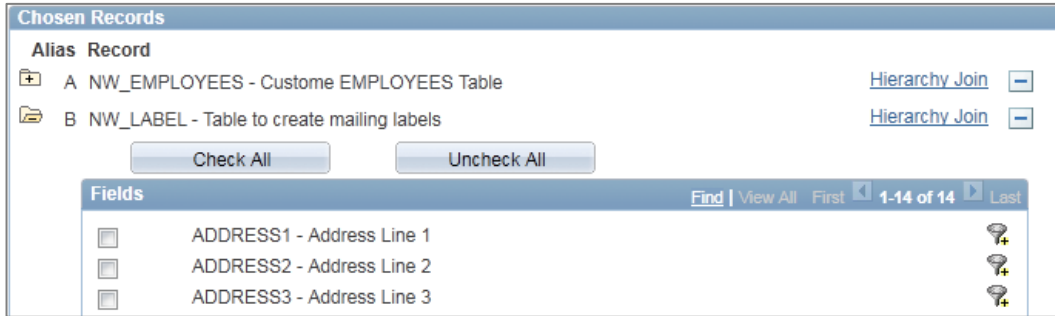 Chosen Records
Alias Record
A NW_EMPLOYEES - Custome EMPLOYEES Table Hierarchy Join
B NW_LABEL - Table to create mailing labels Hierarchy Join
Check All Uncheck All
Fields Find | View All First 1-14 of 14 Last
ADDRESS1 - Address Line 1
ADDRESS2 - Address Line 2
ADDRESS3 - Address Line 3